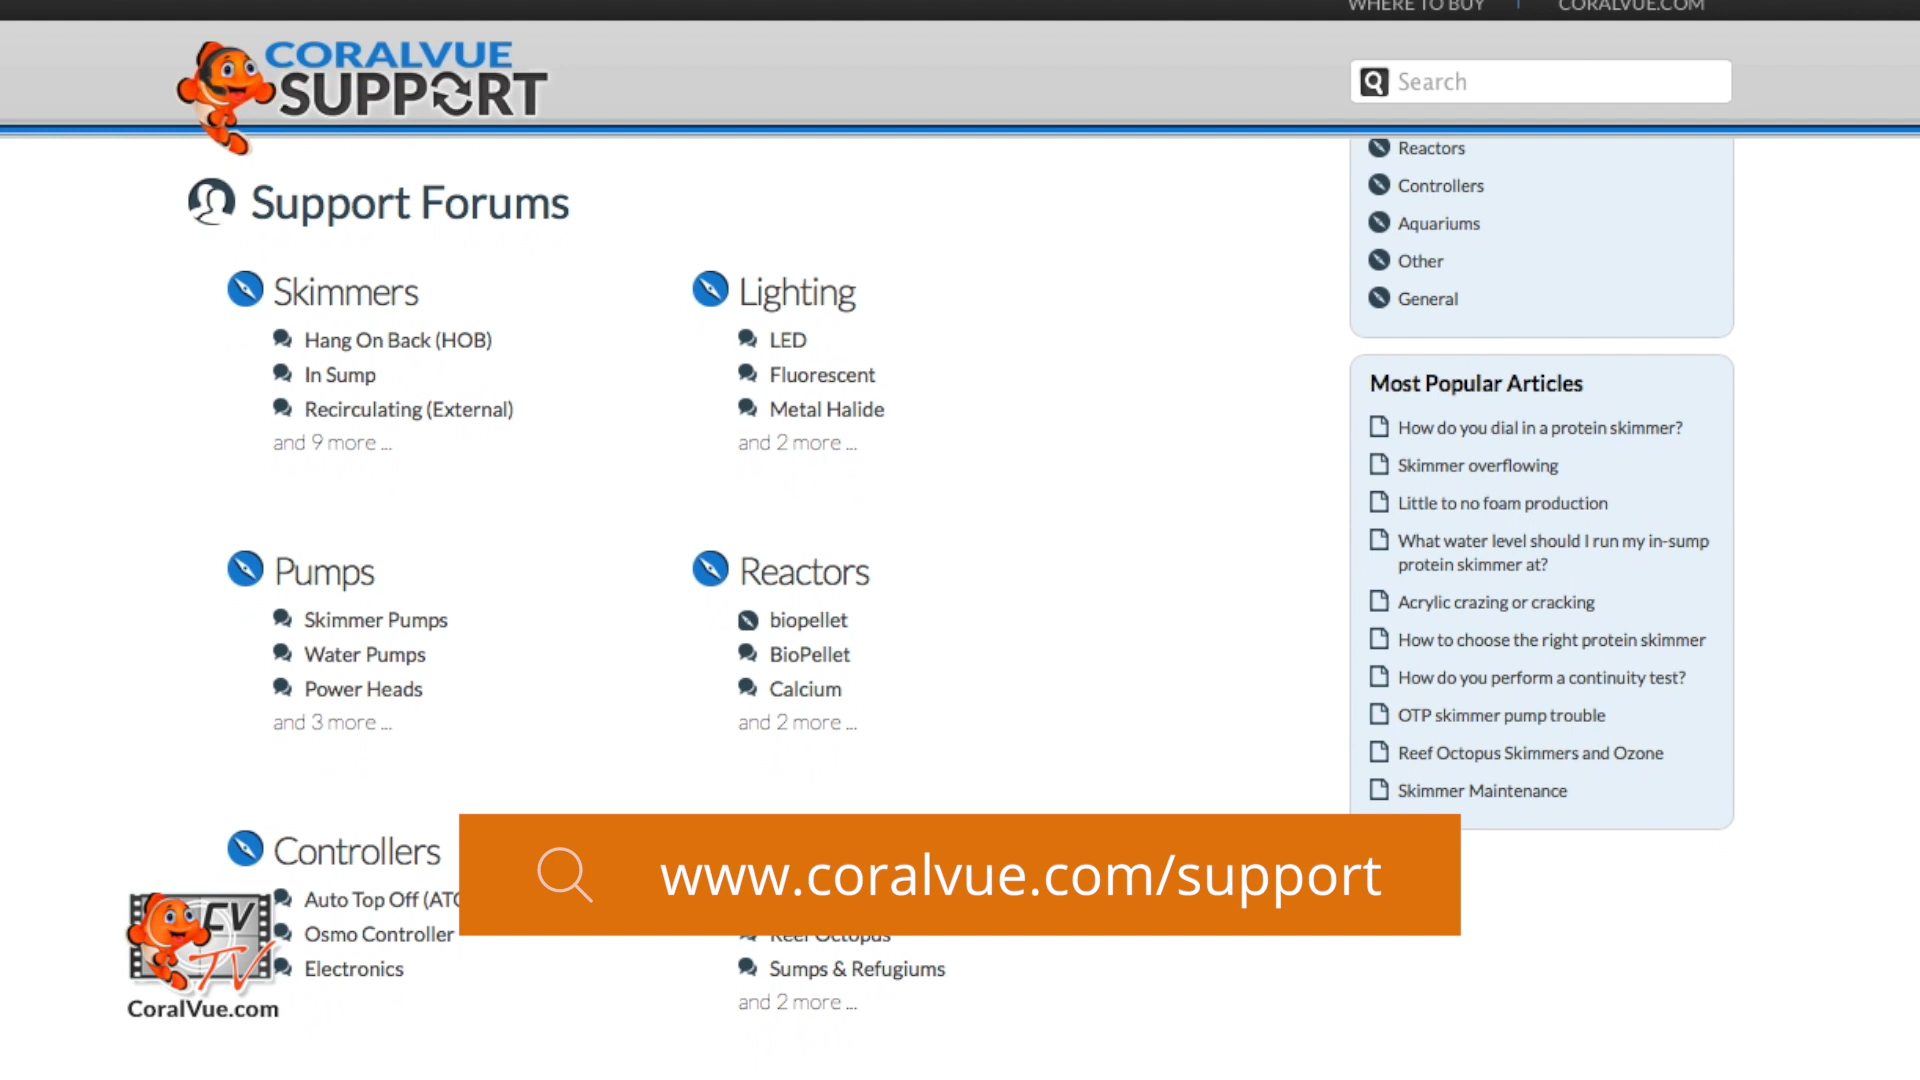 WHERE TO BUY | CORALVUE.COM
CORALVUE
SUPPORT
Search
Support Forums
Skimmers
Hang On Back (HOB)
In Sump
Recirculating (External)
and 9 more ...
Lighting
LED
Fluorescent
Metal Halide
and 2 more ...
Pumps
Skimmer Pumps
Water Pumps
Power Heads
and 3 more ...
Reactors
biopellet
BioPellet
Calcium
and 2 more ...
Controllers
Auto Top Off (ATO
Osmo Controller
Electronics
Reef Octopus
Sumps & Refugiums
and 2 more ...
Reactors
Controllers
Aquariums
Other
General
Most Popular Articles
How do you dial in a protein skimmer?
Skimmer overflowing
Little to no foam production
What water level should I run my in-sump
protein skimmer at?
Acrylic crazing or cracking
How to choose the right protein skimmer
How do you perform a continuity test?
OTP skimmer pump trouble
Reef Octopus Skimmers and Ozone
Skimmer Maintenance
www.coralvue.com/support
CV
TV
CoralVue.com